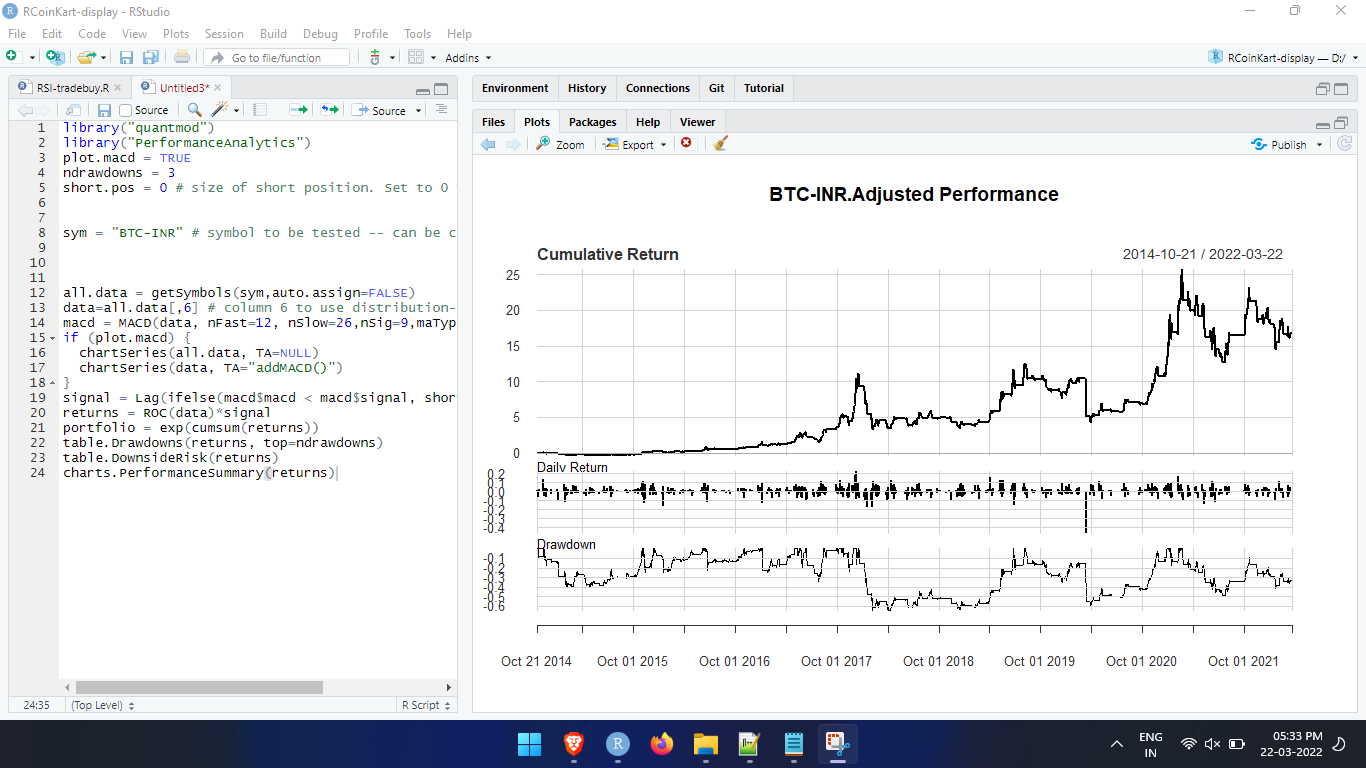 RCoinKart-display - RStudio
File Edit Code View Plots Session Build Debug Profile Tools Help
Go to file/function Addins RCoinKart-display — D:/
RSI-tradebuy.R Untitled3*
Source Source
1 library("quantmod")
2 library("PerformanceAnalytics")
3 plot.macd = TRUE
4 ndrawdowns = 3
5 short.pos = 0 # size of short position. Set to 0
6
7
8 sym = "BTC-INR" # symbol to be tested -- can be c
9
10
11
12 all.data = getSymbols(sym,auto.assign=FALSE)
13 data=all.data[,6] # column 6 to use distribution-
14 macd = MACD(data, nFast=12, nSlow=26,nSig=9,maTyp
15 if (plot.macd) {
16 chartSeries(all.data, TA=NULL)
17 chartSeries(data, TA="addMACD()")
18 }
19 signal = Lag(ifelse(macd$macd < macd$signal, shor
20 returns = ROC(data)*signal
21 portfolio = exp(cumsum(returns))
22 table.Drawdowns(returns, top=ndrawdowns)
23 table.DownsideRisk(returns)
24 charts.PerformanceSummary(returns)
24:35 (Top Level) R Script
Environment History Connections Git Tutorial
Files Plots Packages Help Viewer
Zoom Export Publish
BTC-INR.Adjusted Performance
Cumulative Return 2014-10-21 / 2022-03-22
25
20
15
10
5
0
Daily Return
0.2
0.1
0.0
-0.1
-0.2
-0.3
-0.4
Drawdown
-0.1
-0.2
-0.3
-0.4
-0.5
-0.6
Oct 21 2014 Oct 01 2015 Oct 01 2016 Oct 01 2017 Oct 01 2018 Oct 01 2019 Oct 01 2020 Oct 01 2021
ENG
IN
05:33 PM
22-03-2022